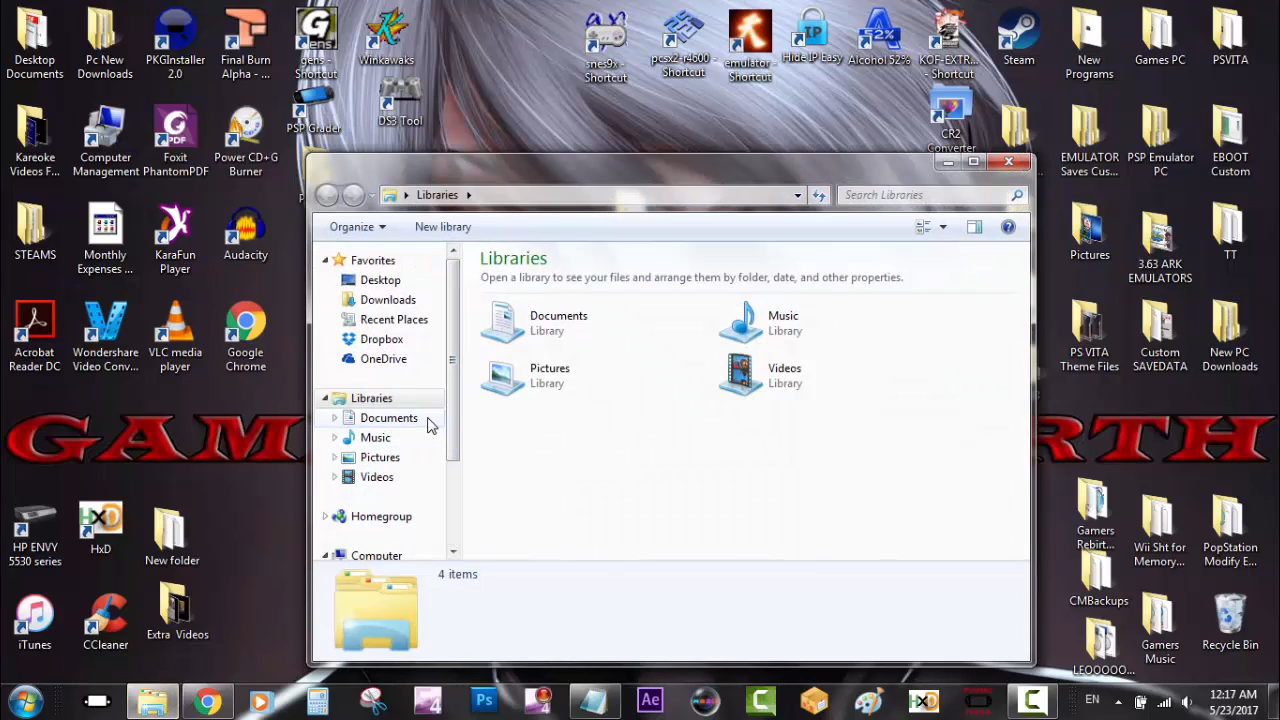 Desktop Documents
Pc New Downloads
PKGInstaller 2.0
Final Burn Alpha - ...
gens - Shortcut
Winkawaks
snes9x - Shortcut
pcsx2-r4600 - Shortcut
emulator - Shortcut
Hide IP Easy
Alcohol 52%
KOF-EXTR... - Shortcut
Steam
New Programs
Games PC
PSVITA
PSP Grader
DS3 Tool
CR2 Converter
Kareoke Videos F...
Computer Management
Foxit PhantomPDF
Power CD+G Burner
EMULATOR Saves Cus...
PSP Emulator PC
EBOOT Custom
Libraries
Search Libraries
Organize
New library
STEAMS
Monthly Expenses ...
KaraFun Player
Audacity
Favorites
Desktop
Downloads
Recent Places
Dropbox
OneDrive
Libraries
Documents
Music
Pictures
Videos
Homegroup
Computer
Libraries
Open a library to see your files and arrange them by folder, date, and other properties.
Documents
Library
Music
Library
Pictures
Library
Videos
Library
4 items
Pictures
3.63 ARK EMULATORS
TT
Acrobat Reader DC
Wondershare Video Conv...
VLC media player
Google Chrome
PS VITA Theme Files
Custom SAVEDATA
New PC Downloads
GAM
RTH
HP ENVY 5530 series
HxD
New folder
Gamers Rebirt...
Wii Sht for Memory...
PopStation Modify E...
CMBackups
iTunes
CCleaner
Extra Videos
LEOOOOO...
Gamers Music
Recycle Bin
EN
12:17 AM
5/23/2017